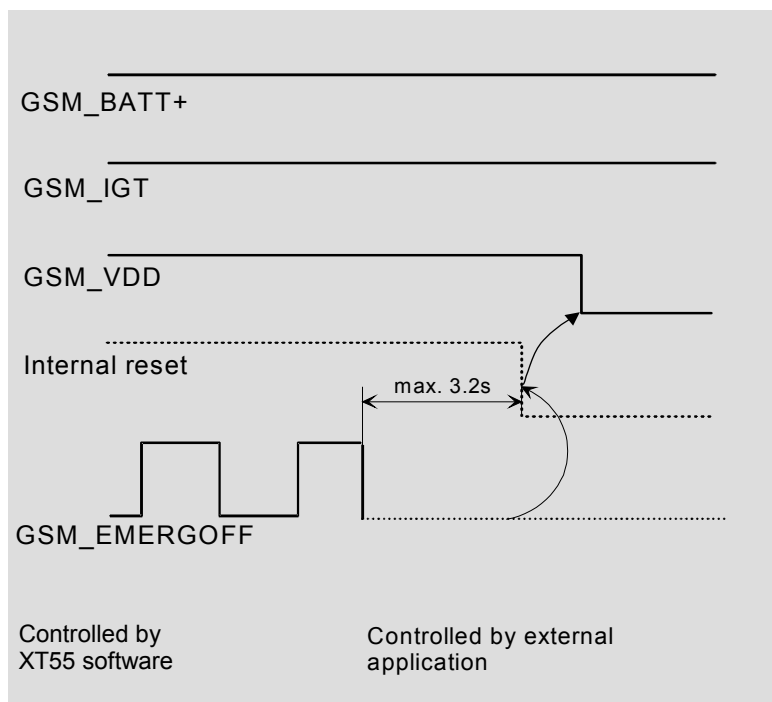 GSM_BATT+
GSM_IGT
GSM_VDD
Internal reset
max. 3.2s
GSM_EMERGOFF
Controlled by
XT55 software
Controlled by external
application